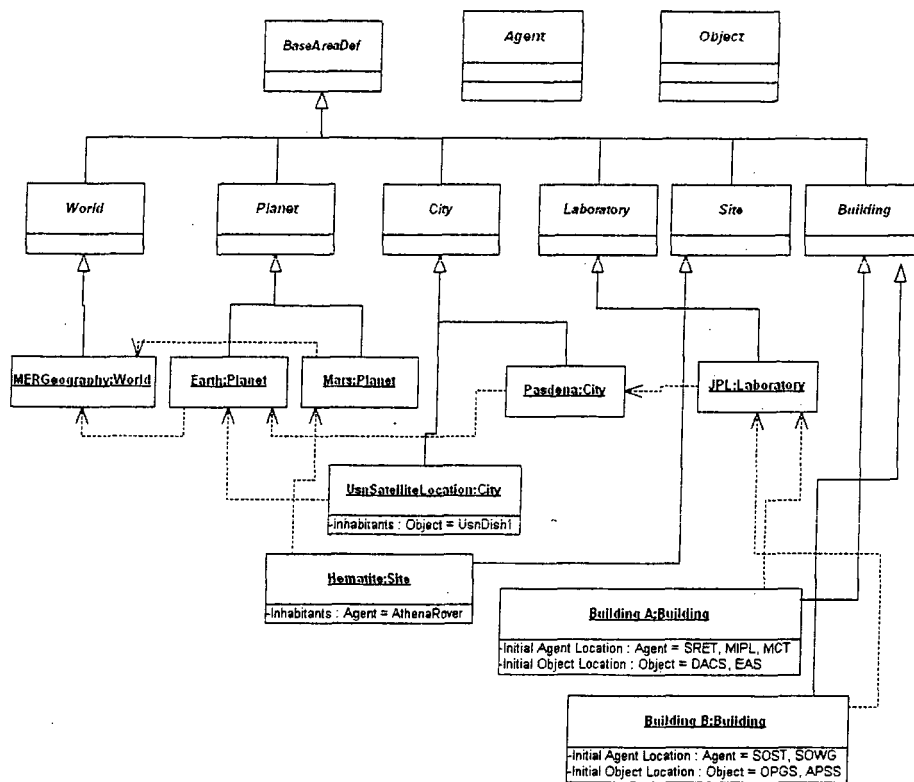 BaseAreaDef
Agent
Object
World
Planet
City
Laboratory
Site
Building
MERGeography:World
Earth:Planet
Mars:Planet
Pasdena:City
JPL:Laboratory
UsnSatelliteLocation:City
-Inhabitants : Object = UsnDish1
Hematite:Site
-Inhabitants : Agent = AthenaRover
Building A:Building
-Initial Agent Location : Agent = SRET, MIPL, MCT
-Initial Object Location : Object = DACS, EAS
Building B:Building
-Initial Agent Location : Agent = SOST, SOWG
-Initial Object Location : Object = OPGS, APSS